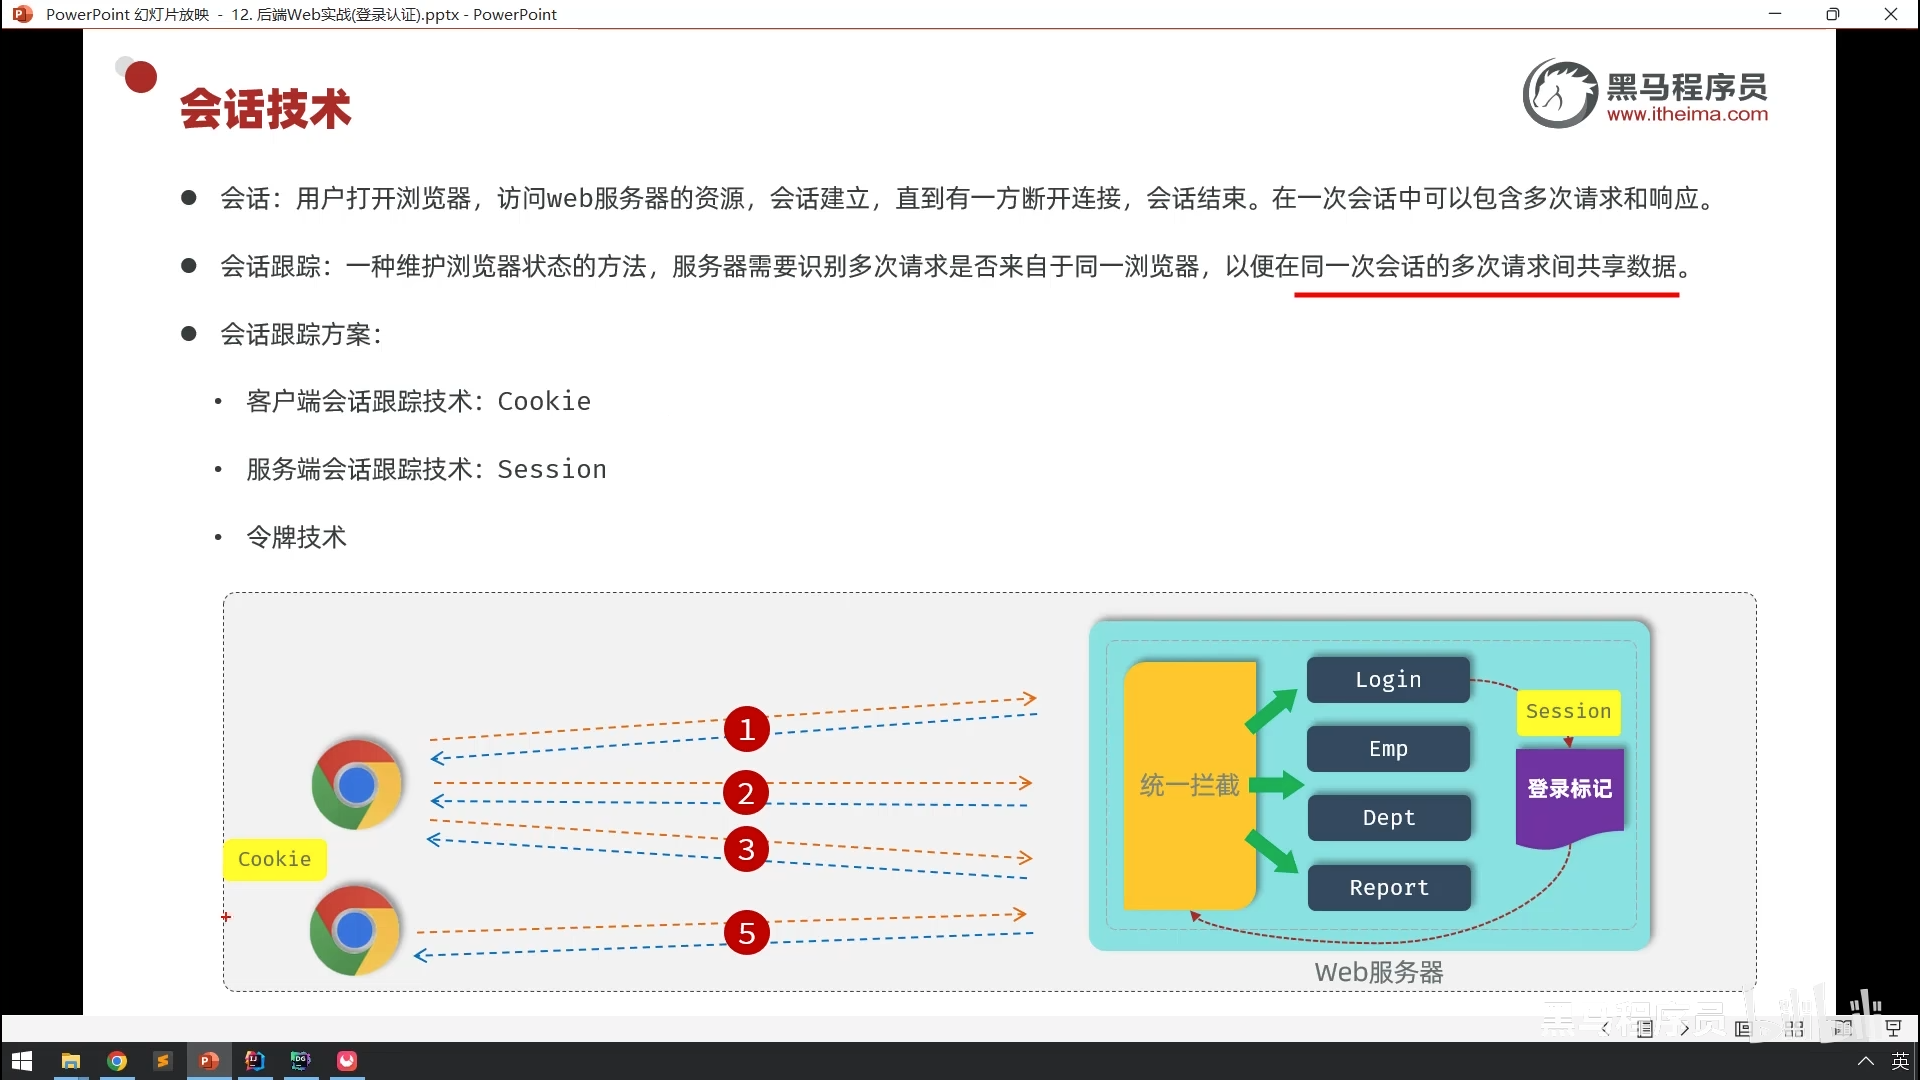 PowerPoint 幻灯片放映 - 12. 后端Web实战(登录认证).pptx - PowerPoint
会话技术
黑马程序员
www.itheima.com
● 会话：用户打开浏览器，访问web服务器的资源，会话建立，直到有一方断开连接，会话结束。在一次会话中可以包含多次请求和响应。
● 会话跟踪：一种维护浏览器状态的方法，服务器需要识别多次请求是否来自于同一浏览器，以便在同一次会话的多次请求间共享数据。
● 会话跟踪方案：
• 客户端会话跟踪技术：Cookie
• 服务端会话跟踪技术：Session
• 令牌技术
Login
Session
1
Emp
统一拦截
登录标记
2
Dept
3
Cookie
Report
5
Web服务器
黑马程序员
bilibili
英